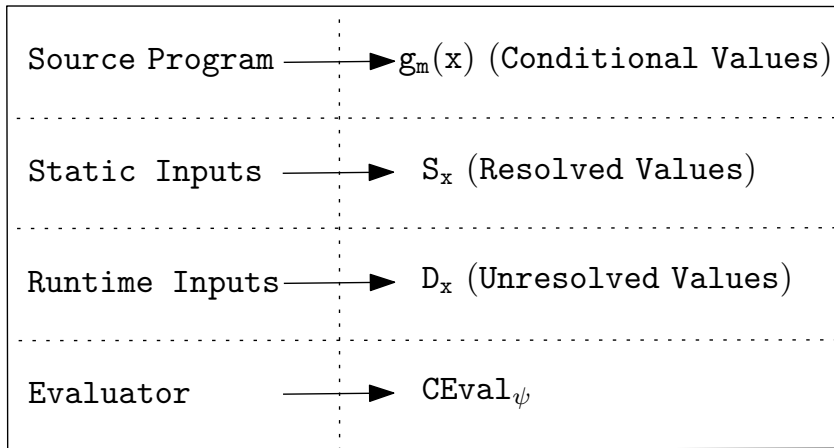 Source Program g_m(x) (Conditional Values)
Static Inputs S_x (Resolved Values)
Runtime Inputs D_x (Unresolved Values)
Evaluator CEval_ψ